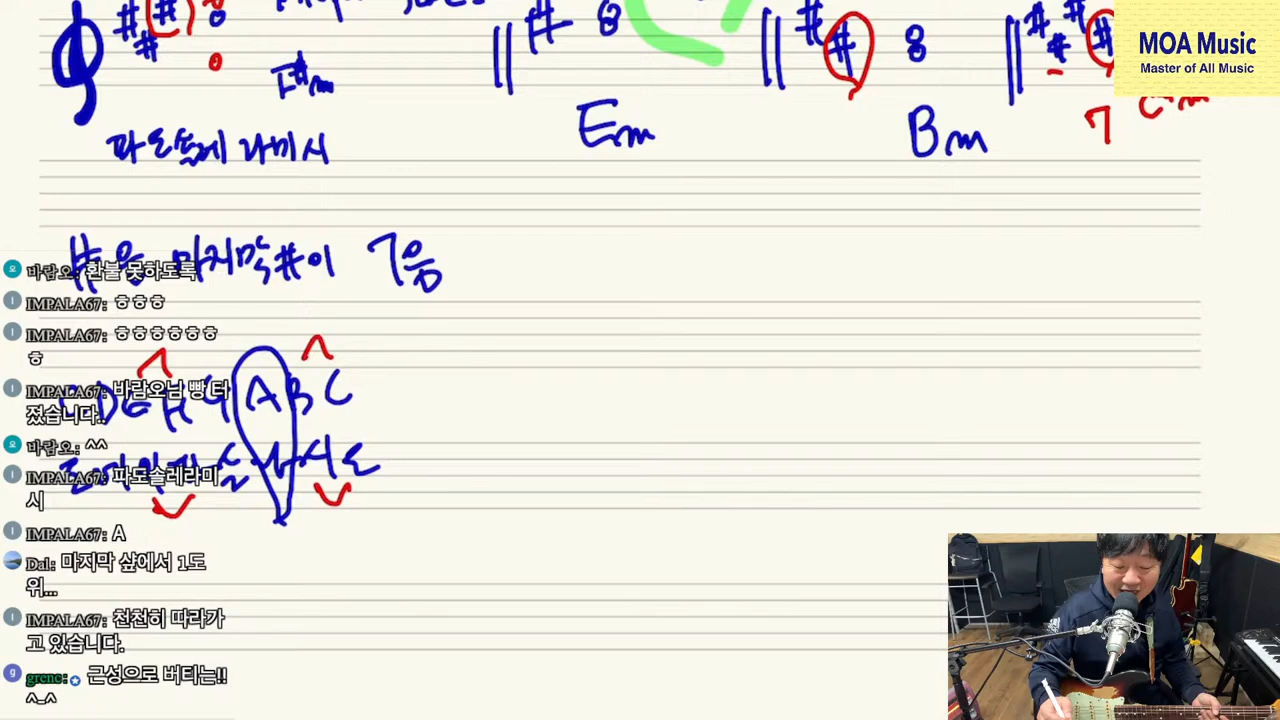 MOA Music
Master of All Music
F#m
Em
Bm
7
C#m
파도솔레라미시
#은 마지막#이 7음
C D E F G A B C
바람오: 환불 못하도록
IMPALA67: ㅎㅎㅎ
IMPALA67: ㅎㅎㅎㅎㅎㅎ
ㅎ
IMPALA67: 바람오님 빵 터
졌습니다.
바람오: ^^
IMPALA67: 파도솔레라미
시
IMPALA67: A
Dal: 마지막 샾에서 1도
위...
IMPALA67: 천천히 따라가
고 있습니다.
greno: 근성으로 버티는!!
^_^